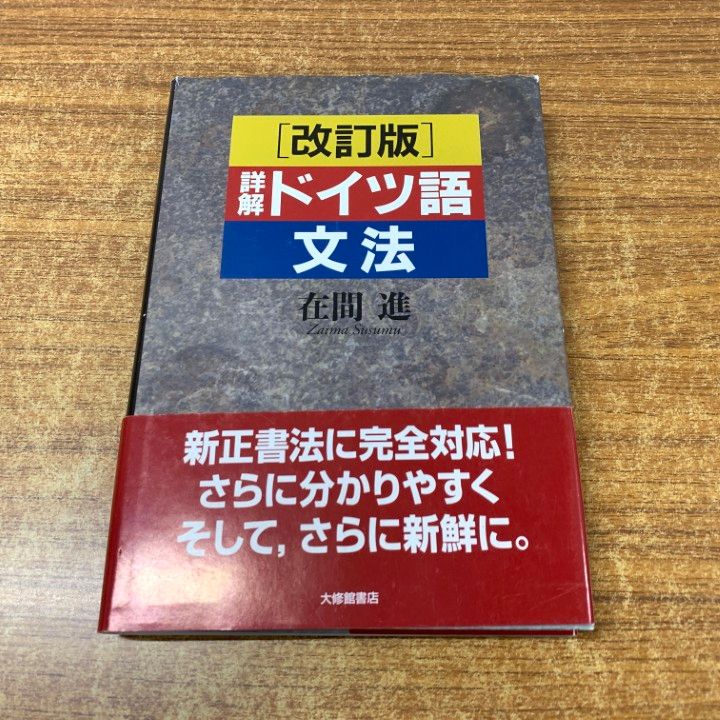 [改訂版]
詳解ドイツ語
文法
在間 進
Zaima Susumu
新正書法に完全対応!
さらに分かりやすく
そして,さらに新鮮に。
大修館書店